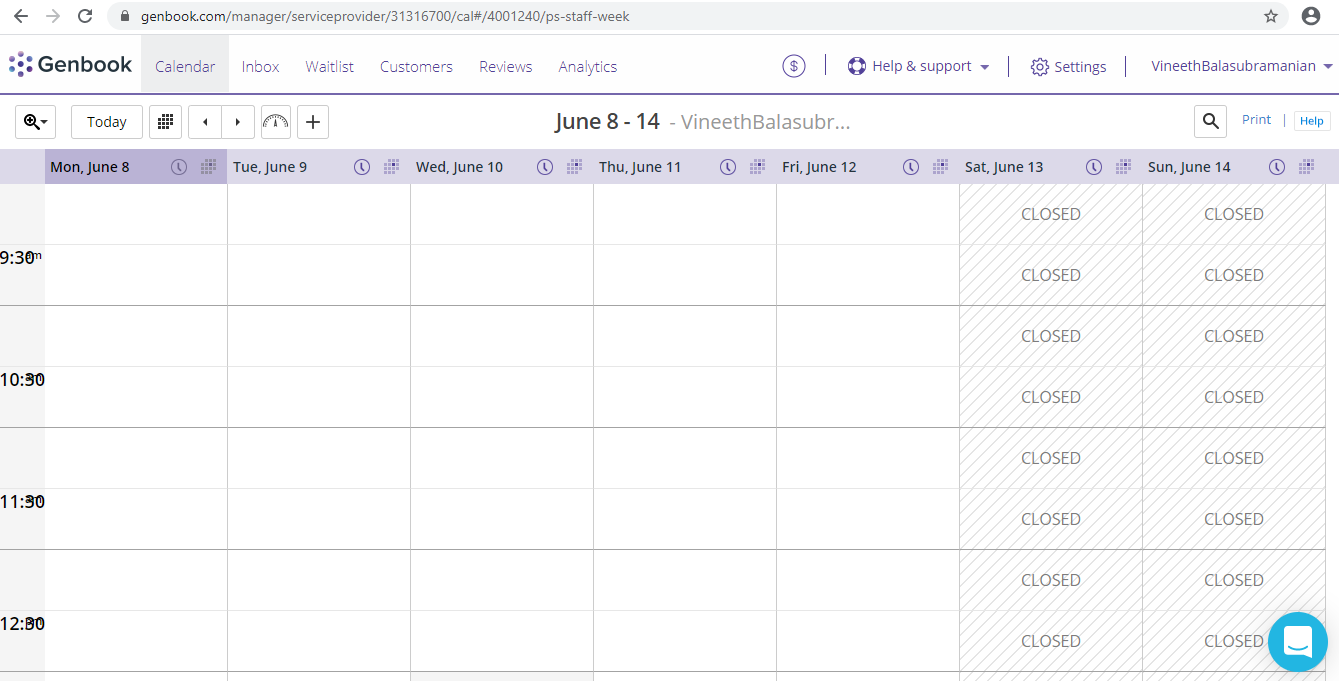 genbook.com/manager/serviceprovider/31316700/cal#/4001240/ps-staff-week
Genbook Calendar Inbox Waitlist Customers Reviews Analytics $ Help & support Settings VineethBalasubramanian
Today June 8 - 14 - VineethBalasubr... Print Help
Mon, June 8 Tue, June 9 Wed, June 10 Thu, June 11 Fri, June 12 Sat, June 13 Sun, June 14
CLOSED CLOSED
9:30am CLOSED CLOSED
CLOSED CLOSED
10:30 CLOSED CLOSED
CLOSED CLOSED
11:30 CLOSED CLOSED
CLOSED CLOSED
12:30 CLOSED CLOSED